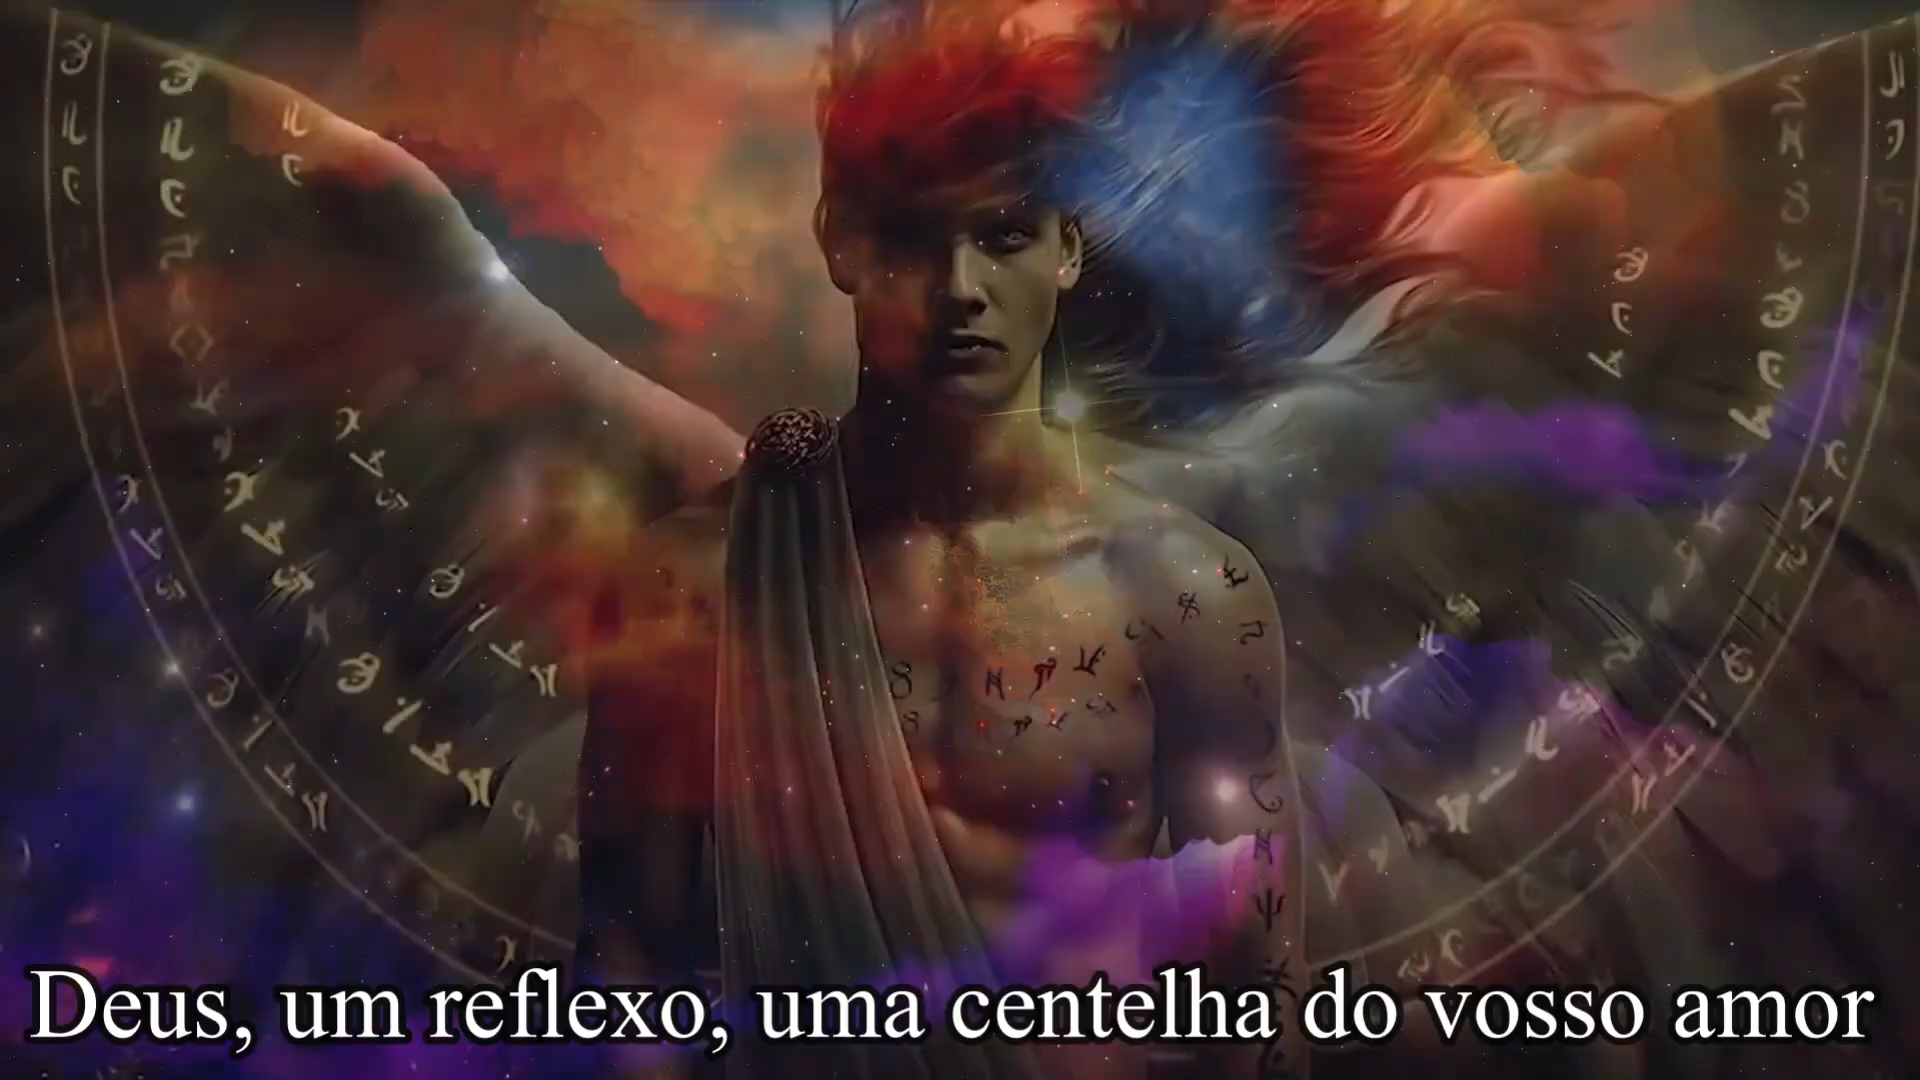 Deus, um reflexo, uma centelha do vosso amor